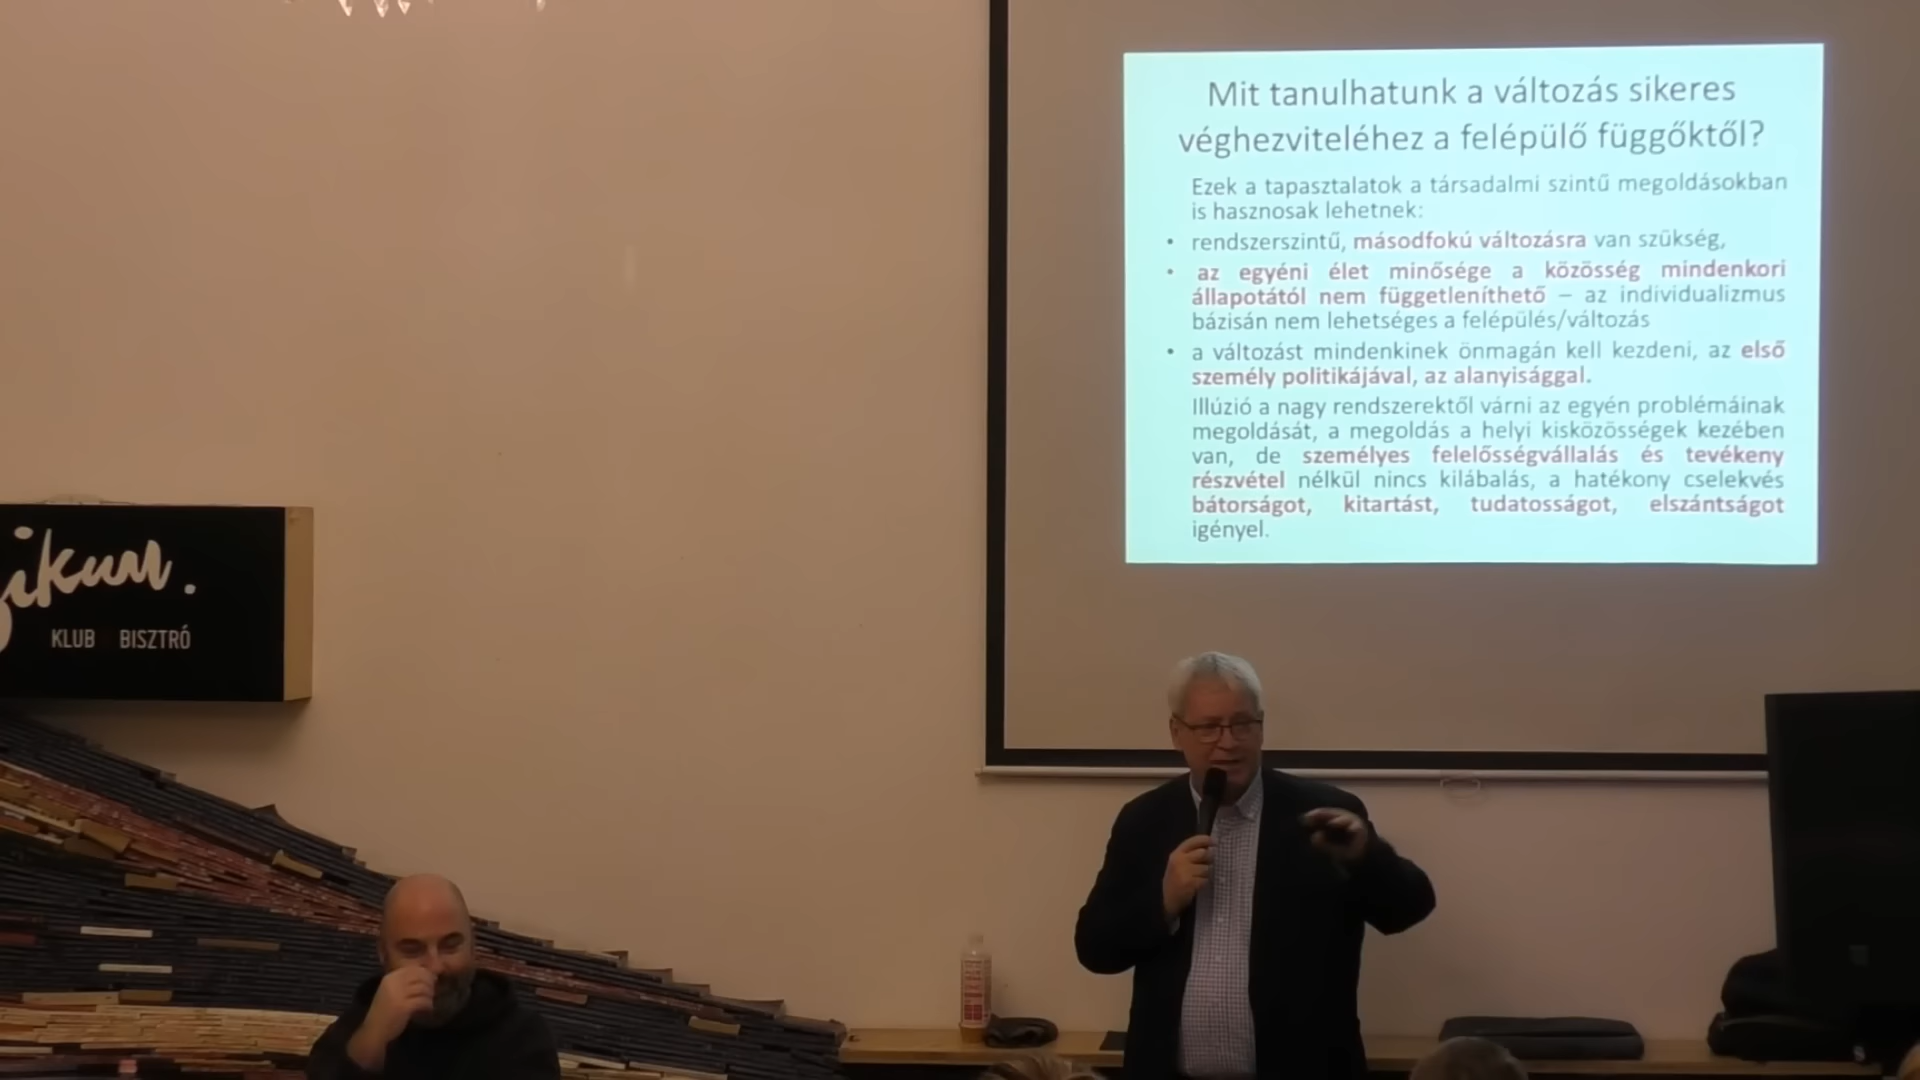 Mit tanulhatunk a változás sikeres
véghezviteléhez a felépülő függőktől?
Ezek a tapasztalatok a társadalmi szintű megoldásokban
is hasznosak lehetnek:
• rendszerszintű, másodfokú változásra van szükség,
• az egyéni élet minősége a közösség mindenkori
állapotától nem függetleníthető – az individualizmus
bázisán nem lehetséges a felépülés/változás
• a változást mindenkinek önmagán kell kezdeni, az első
személy politikájával, az alanyisággal.
Illúzió a nagy rendszerektől várni az egyén problémáinak
megoldását, a megoldás a helyi kisközösségek kezében
van, de személyes felelősségvállalás és tevékeny
részvétel nélkül nincs kilábalás, a hatékony cselekvés
bátorságot, kitartást, tudatosságot, elszántságot
igényel.
KLUB BISZTRÓ